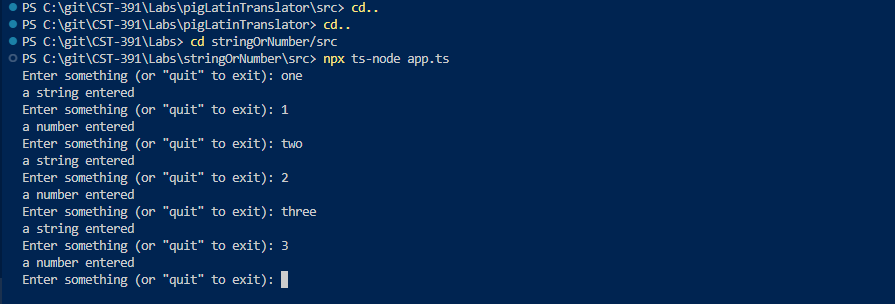 PS C:\git\CST-391\Labs\pigLatinTranslator\src> cd..
PS C:\git\CST-391\Labs\pigLatinTranslator> cd..
PS C:\git\CST-391\Labs> cd stringOrNumber/src
PS C:\git\CST-391\Labs\stringOrNumber\src> npx ts-node app.ts
Enter something (or "quit" to exit): one
a string entered
Enter something (or "quit" to exit): 1
a number entered
Enter something (or "quit" to exit): two
a string entered
Enter something (or "quit" to exit): 2
a number entered
Enter something (or "quit" to exit): three
a string entered
Enter something (or "quit" to exit): 3
a number entered
Enter something (or "quit" to exit):